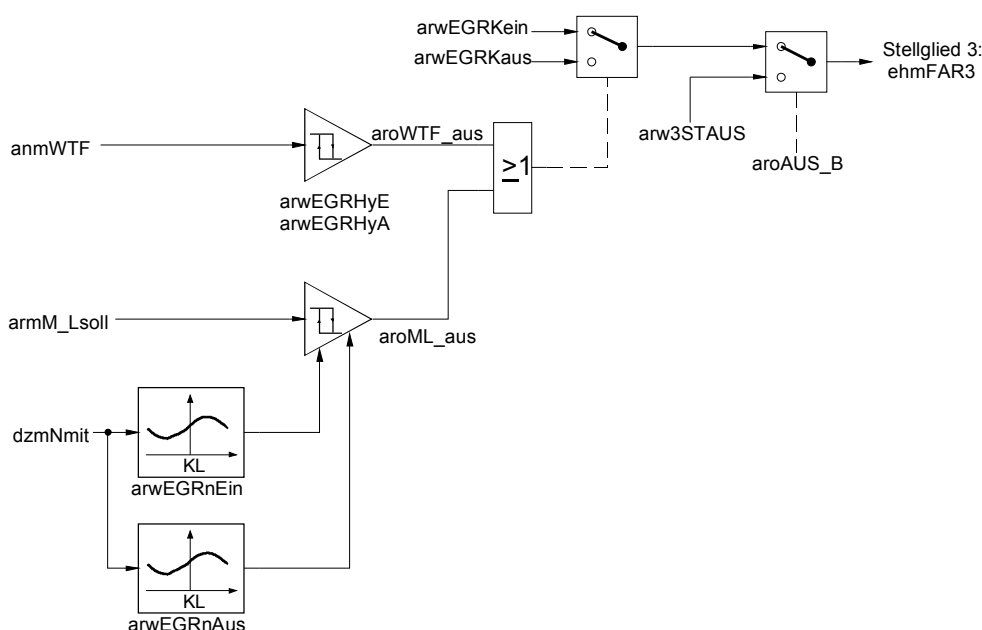 arwEGRKein
arwEGRKaus
Stellglied 3:
ehmFAR3
arw3STAUS
aroAUS_B
anmWTF
aroWTF_aus
≥1
arwEGRHyE
arwEGRHyA
armM_Lsoll
aroML_aus
dzmNmit
KL
arwEGRnEin
KL
arwEGRnAus